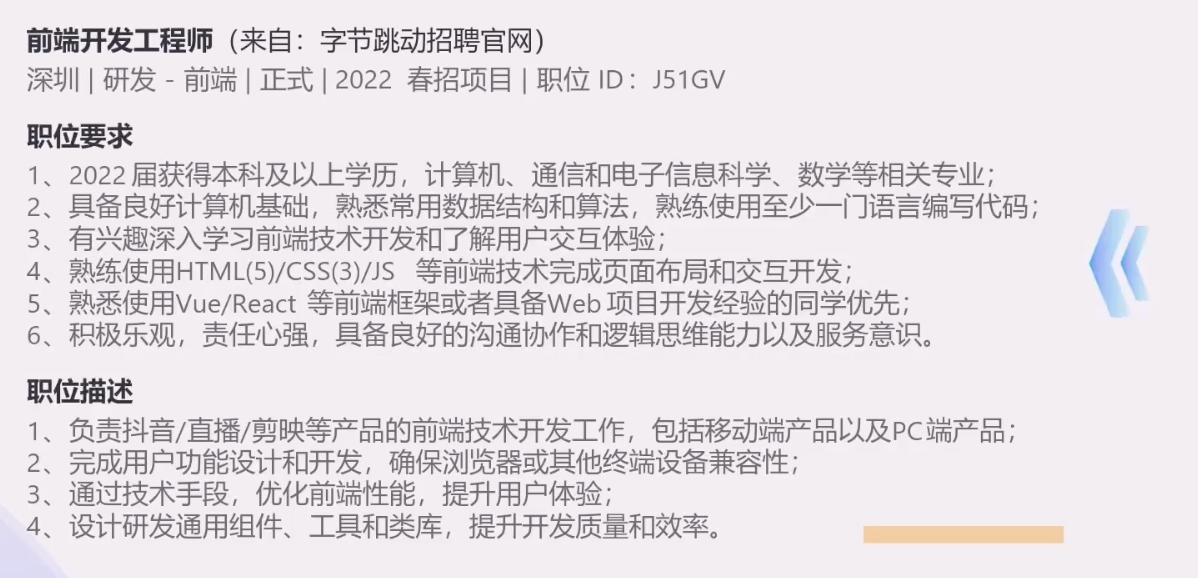 前端开发工程师（来自：字节跳动招聘官网）
深圳 | 研发 - 前端 | 正式 | 2022 春招项目 | 职位 ID：J51GV
职位要求
1、2022 届获得本科及以上学历，计算机、通信和电子信息科学、数学等相关专业；
2、具备良好计算机基础，熟悉常用数据结构和算法，熟练使用至少一门语言编写代码；
3、有兴趣深入学习前端技术开发和了解用户交互体验；
4、熟练使用HTML(5)/CSS(3)/JS 等前端技术完成页面布局和交互开发；
5、熟悉使用Vue/React 等前端框架或者具备Web 项目开发经验的同学优先；
6、积极乐观，责任心强，具备良好的沟通协作和逻辑思维能力以及服务意识。
职位描述
1、负责抖音/直播/剪映等产品的前端技术开发工作，包括移动端产品以及PC端产品；
2、完成用户功能设计和开发，确保浏览器或其他终端设备兼容性；
3、通过技术手段，优化前端性能，提升用户体验；
4、设计研发通用组件、工具和类库，提升开发质量和效率。